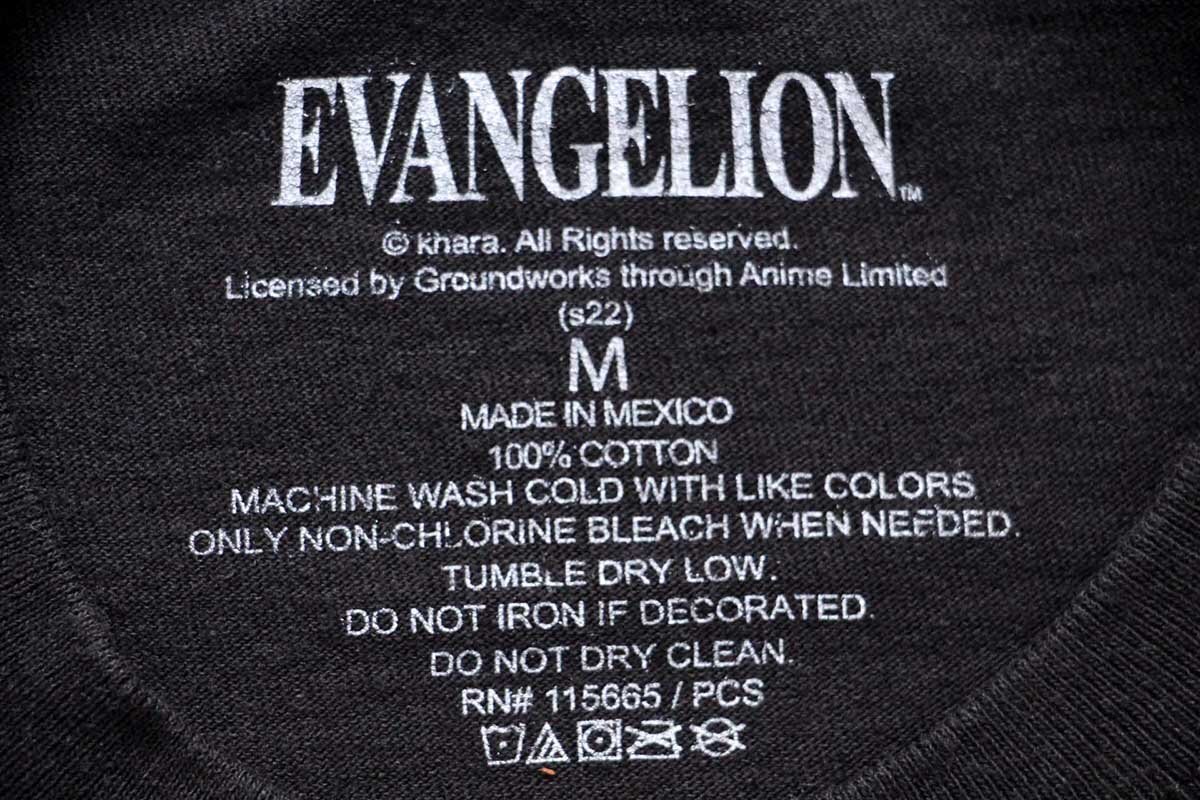 EVANGELION™
© khara. All Rights reserved.
Licensed by Groundworks through Anime Limited
(s22)
M
MADE IN MEXICO
100% COTTON
MACHINE WASH COLD WITH LIKE COLORS
ONLY NON-CHLORINE BLEACH WHEN NEEDED.
TUMBLE DRY LOW.
DO NOT IRON IF DECORATED.
DO NOT DRY CLEAN.
RN# 115665 / PCS